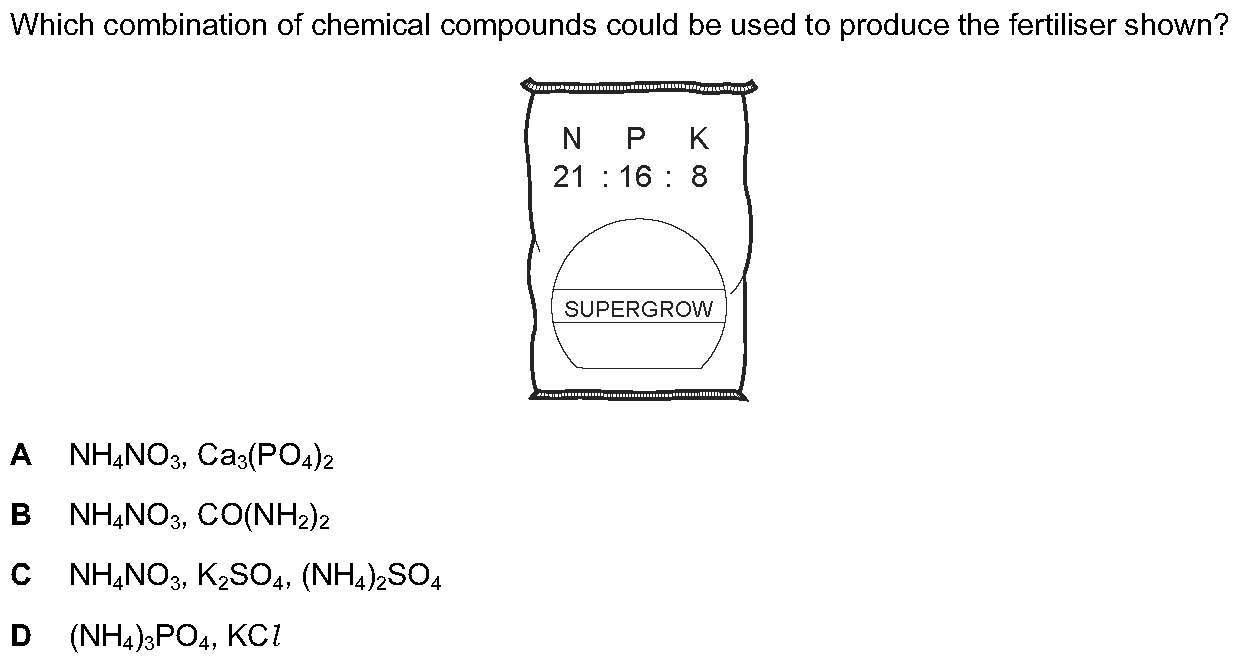 Which combination of chemical compounds could be used to produce the fertiliser shown?
N P K
21 : 16 : 8
SUPERGROW
A NH₄NO₃, Ca₃(PO₄)₂
B NH₄NO₃, CO(NH₂)₂
C NH₄NO₃, K₂SO₄, (NH₄)₂SO₄
D (NH₄)₃PO₄, KCl